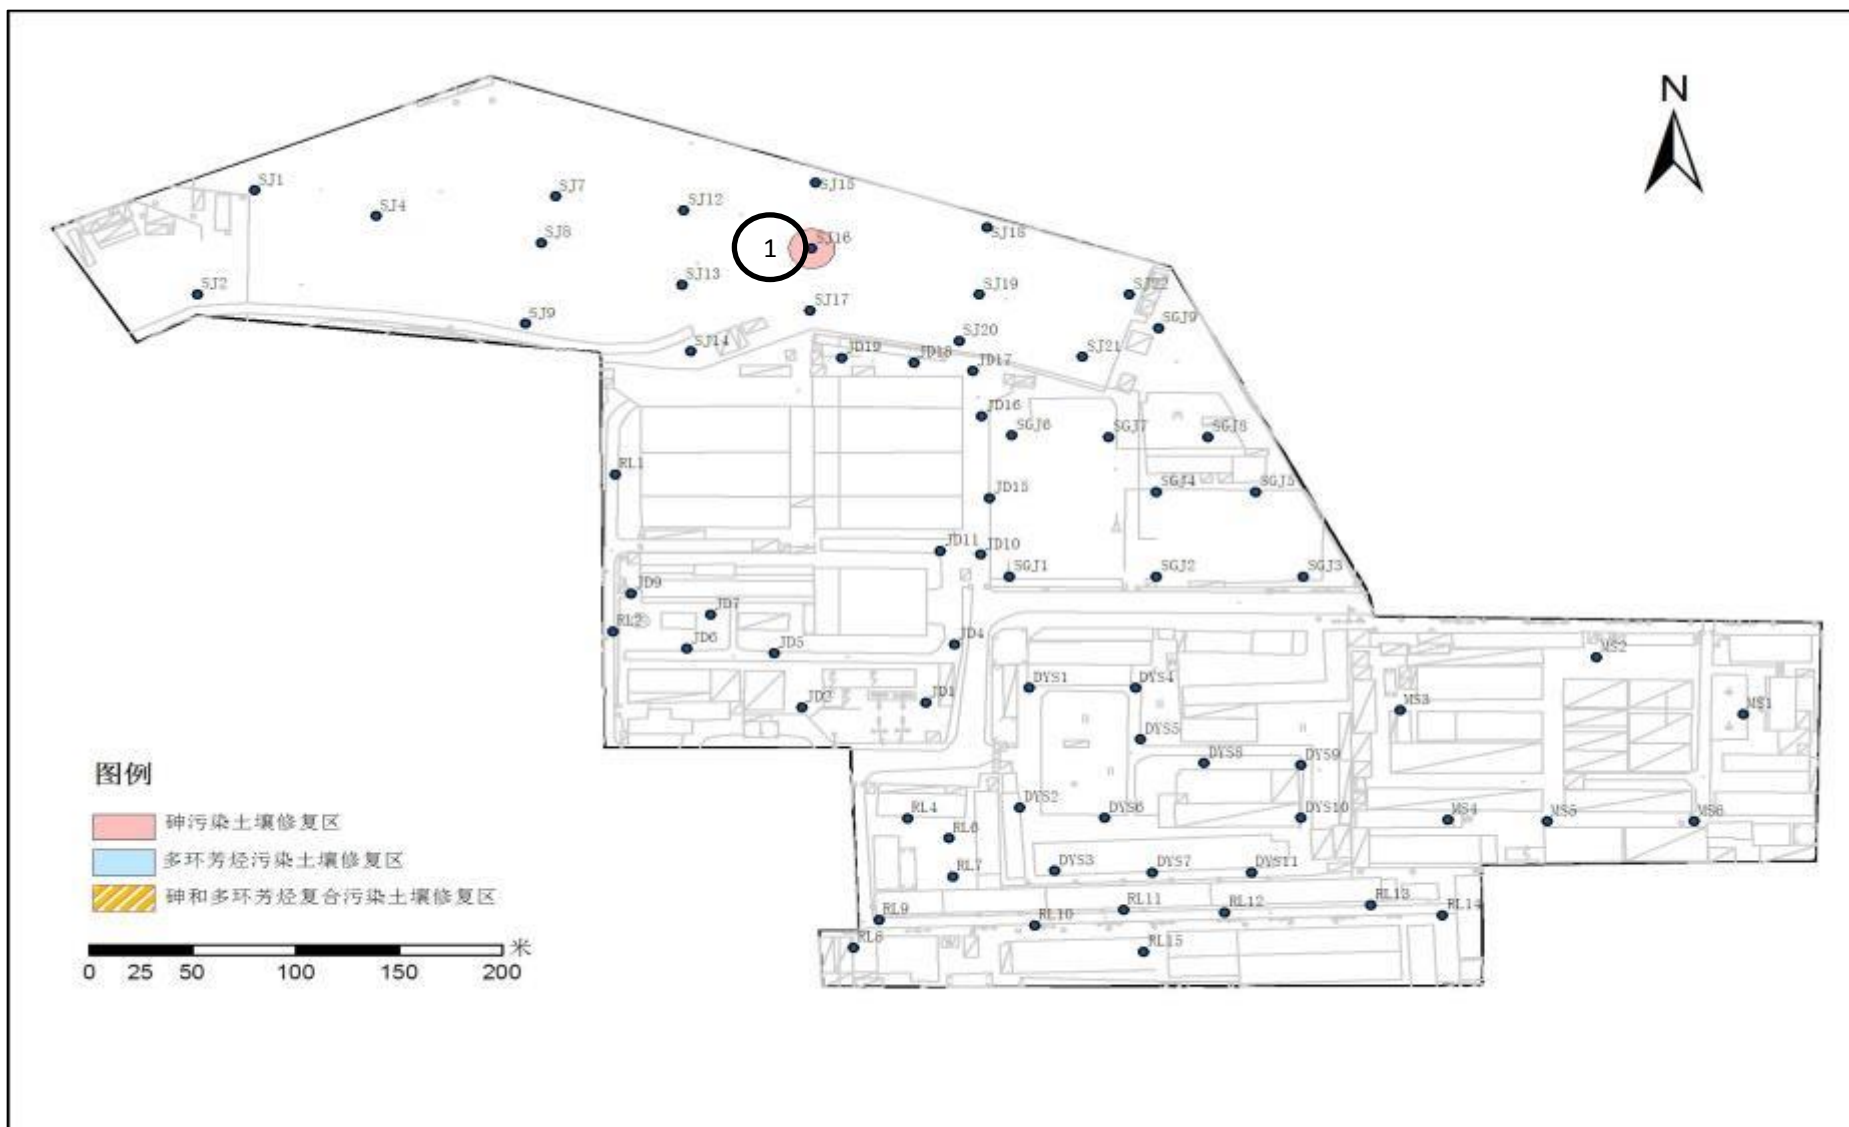 N
SJ15
SJ1
SJ7
SJ12
SJ4
SJ18
SJ8
1
SJ16
SJ13
SJ2
SJ19
SJ22
SJ17
SJ9
SGJ9
SJ20
SJ14
SJ21
JD19
JD18
JD17
JD16
SGJ6
SGJ7
SGJ8
RL1
SGJ4
SGJ5
JD15
JD11
JD10
SGJ1
SGJ2
SGJ3
JD9
JD7
RL2
JD6
JD5
JD4
MS2
DYS1
DYS4
JD2
JD1
MS3
MS1
DYS5
DYS8
DYS9
图例
DYS2
RL4
DYS6
DYS10
MS4
MS5
MS6
砷污染土壤修复区
RL6
多环芳烃污染土壤修复区
RL7
DYS3
DYS7
DYS11
砷和多环芳烃复合污染土壤修复区
RL9
RL10
RL11
RL12
RL13
RL14
RL8
RL15
米
0 25 50 100 150 200